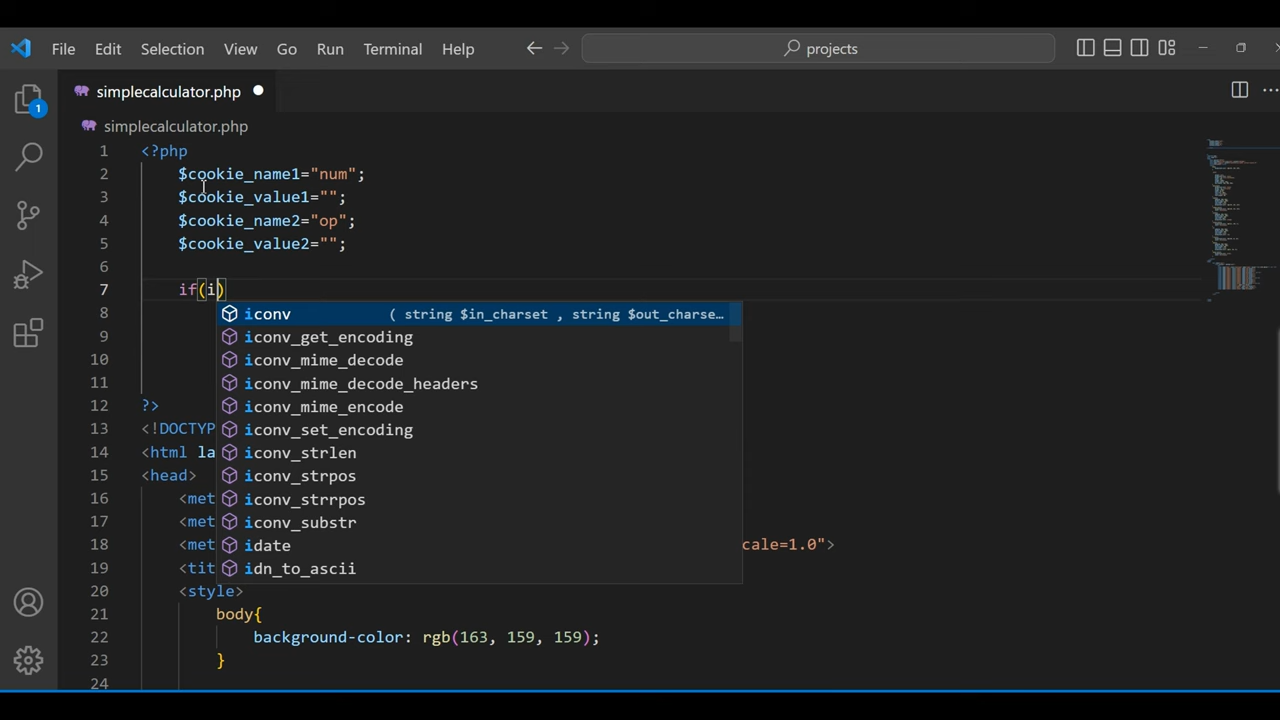 File Edit Selection View Go Run Terminal Help projects
simplecalculator.php
1
simplecalculator.php
1 <?php
2 $cookie_name1="num";
3 $cookie_value1="";
4 $cookie_name2="op";
5 $cookie_value2="";
6
7 if(i)
8 iconv ( string $in_charset , string $out_charse…
9 iconv_get_encoding
10 iconv_mime_decode
11 iconv_mime_decode_headers
12 ?> iconv_mime_encode
13 <!DOCTYP iconv_set_encoding
14 <html la iconv_strlen
15 <head> iconv_strpos
16 <met iconv_strrpos
17 <met iconv_substr
18 <met idate cale=1.0">
19 <tit idn_to_ascii
20 <style>
21 body{
22 background-color: rgb(163, 159, 159);
23 }
24